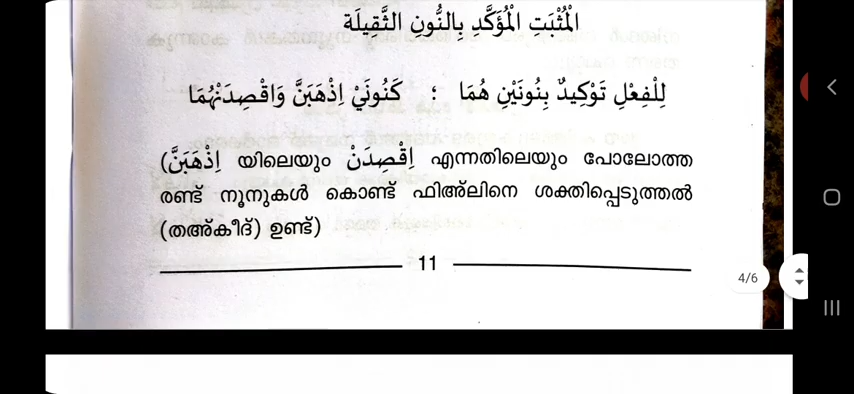 الْمُثْبَتِ الْمُؤَكَّدِ بِالنُّونِ الثَّقِيلَة
لِلْفِعْلِ تَوْكِيدٌ بِنُونَيْنِ هُمَا ؛ كَنُونَيْ اِذْهَبَنَّ وَاقْصِدَنْهُمَا
(اِذْهَبَنَّ യിലെയും اِقْصِدَنْ എന്നതിലെയും പോലോത്ത
രണ്ട് നൂനുകൾ കൊണ്ട് ഫിഅ്ലിനെ ശക്തിപ്പെടുത്തൽ
(തഅ്കീദ്) ഉണ്ട്)
11
4/6